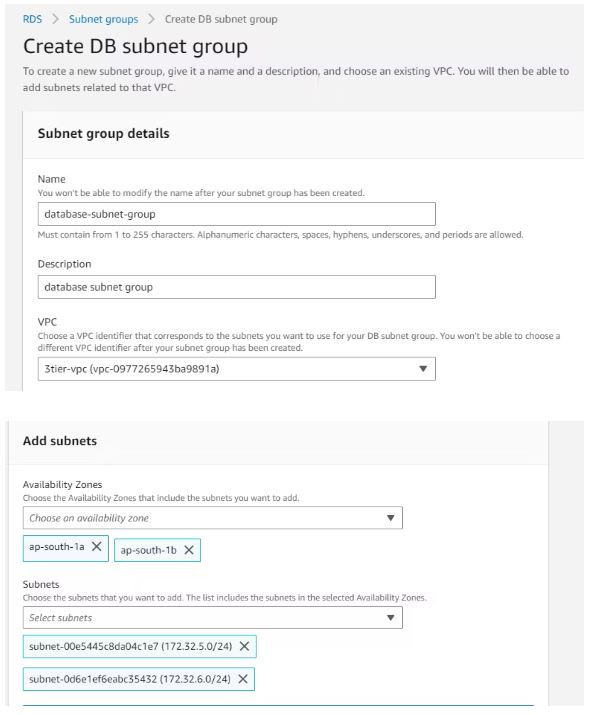 RDS > Subnet groups > Create DB subnet group
Create DB subnet group
To create a new subnet group, give it a name and a description, and choose an existing VPC. You will then be able to
add subnets related to that VPC.
Subnet group details
Name
You won't be able to modify the name after your subnet group has been created.
database-subnet-group
Must contain from 1 to 255 characters. Alphanumeric characters, spaces, hyphens, underscores, and periods are allowed.
Description
database subnet group
VPC
Choose a VPC identifier that corresponds to the subnets you want to use for your DB subnet group. You won't be able to choose a
different VPC identifier after your subnet group has been created.
3tier-vpc (vpc-0977265943ba9891a)
Add subnets
Availability Zones
Choose the Availability Zones that include the subnets you want to add.
Choose an availability zone
ap-south-1a X ap-south-1b X
Subnets
Choose the subnets that you want to add. The list includes the subnets in the selected Availability Zones.
Select subnets
subnet-00e5445c8da04c1e7 (172.32.5.0/24) X
subnet-0d6e1ef6eabc35432 (172.32.6.0/24) X